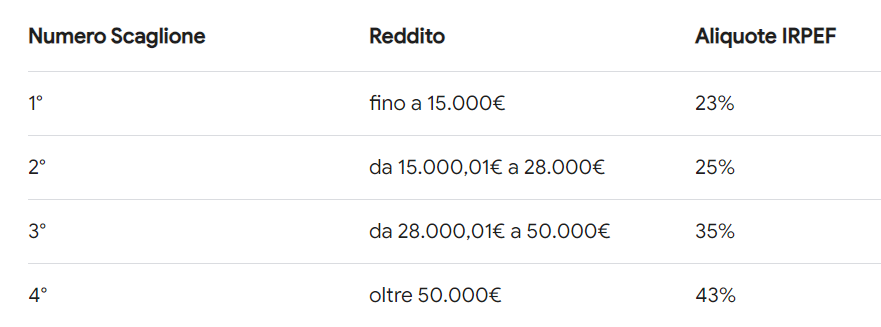 Numero Scaglione Reddito Aliquote IRPEF
1° fino a 15.000€ 23%
2° da 15.000,01€ a 28.000€ 25%
3° da 28.000,01€ a 50.000€ 35%
4° oltre 50.000€ 43%